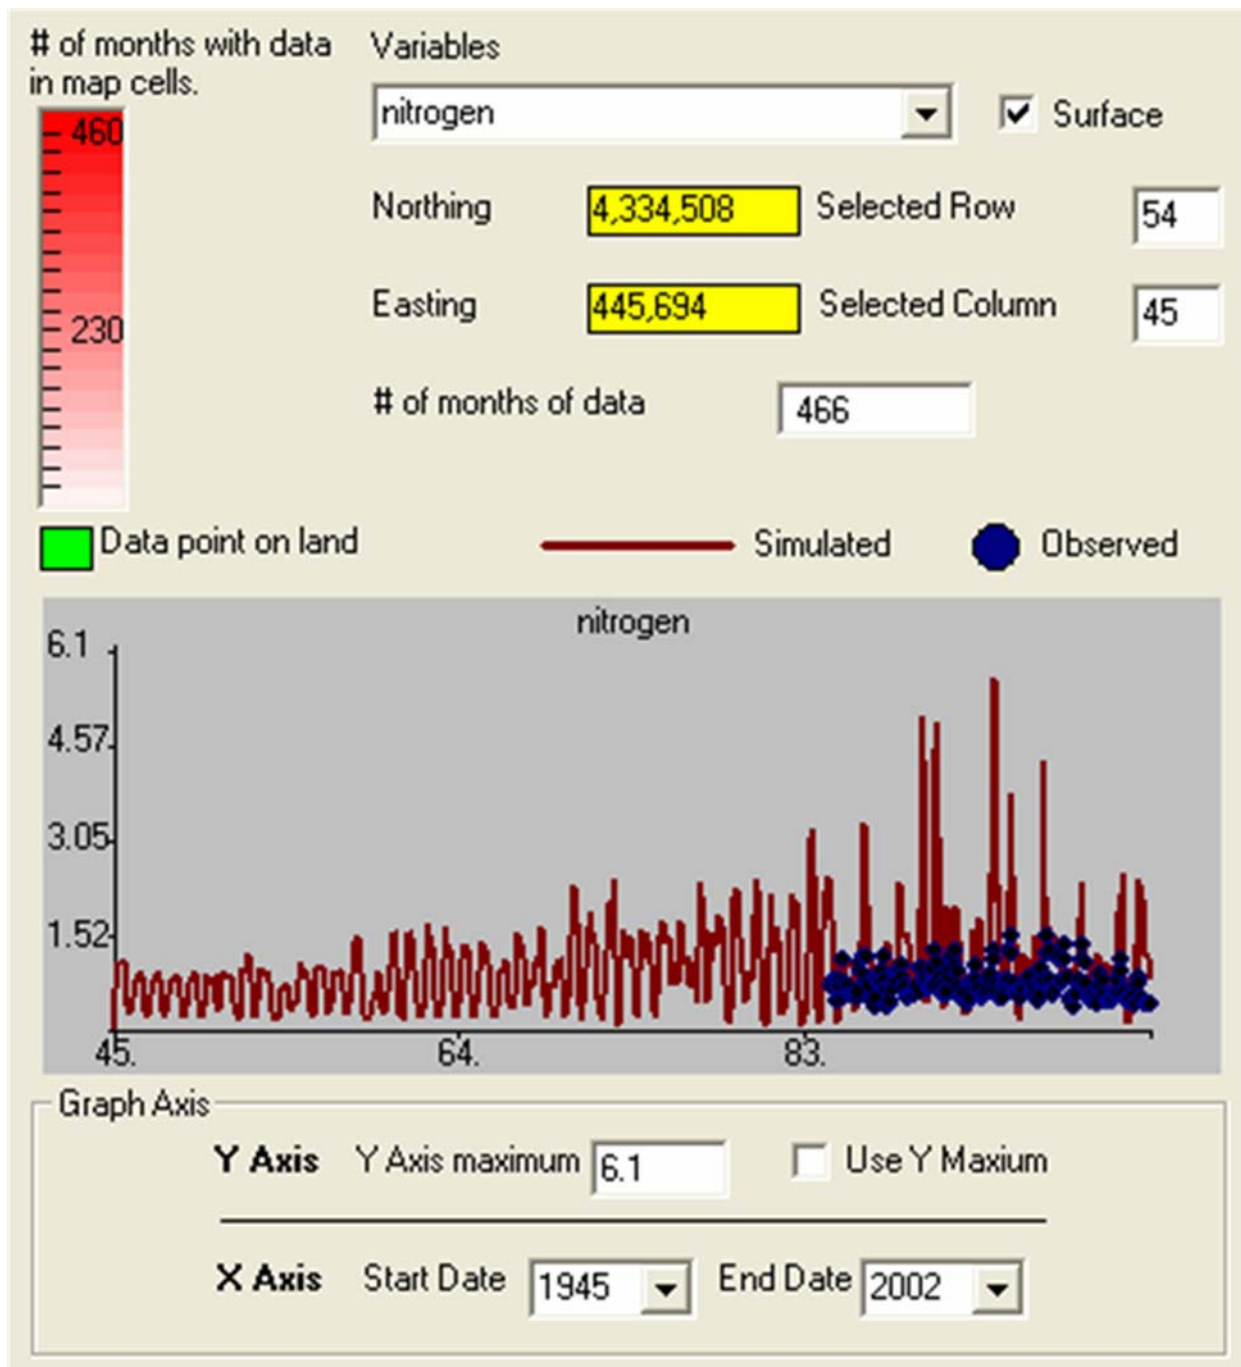 # of months with data
in map cells.
Variables
nitrogen
Surface
460
230
Northing 4,334,508 Selected Row 54
Easting 445,694 Selected Column 45
# of months of data 466
Data point on land Simulated Observed
nitrogen
6.1
4.57
3.05
1.52
45. 64. 83.
Graph Axis
Y Axis Y Axis maximum 6.1 Use Y Maxium
X Axis Start Date 1945 End Date 2002